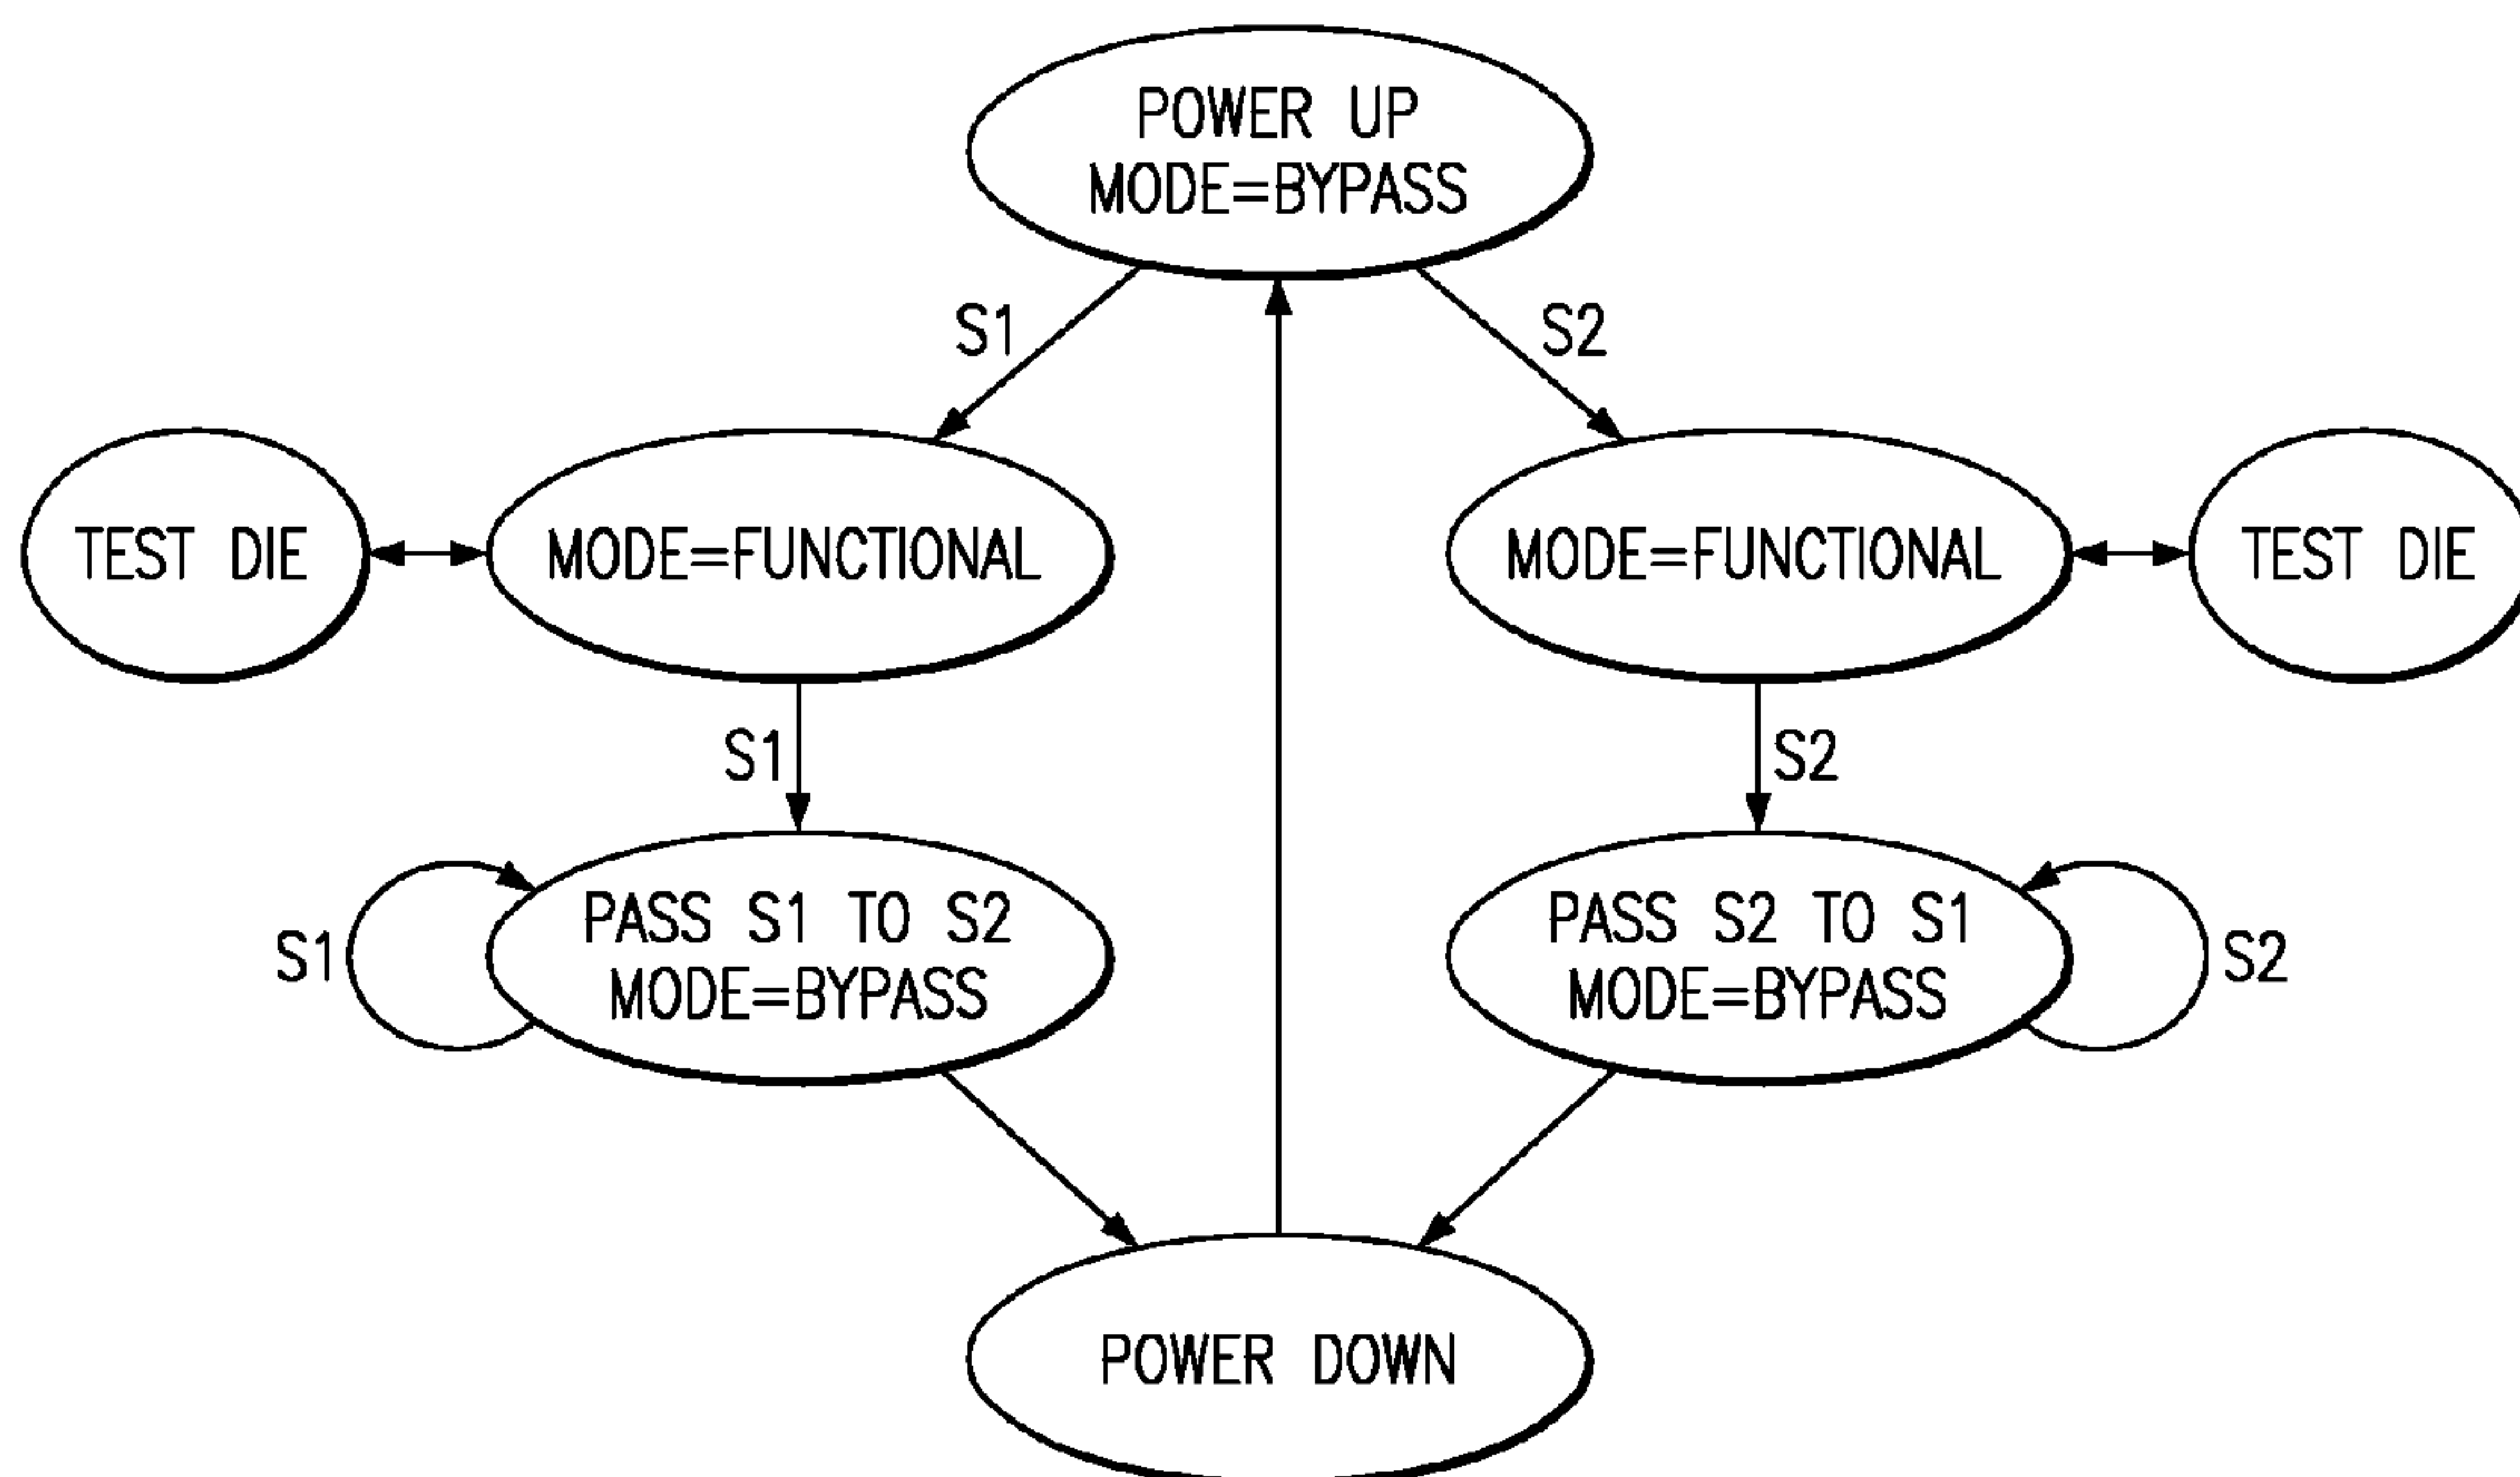 POWER UP
MODE=BYPASS
S1
S2
TEST DIE
MODE=FUNCTIONAL
MODE=FUNCTIONAL
TEST DIE
S1
S2
S1
PASS S1 TO S2
MODE=BYPASS
PASS S2 TO S1
MODE=BYPASS
S2
POWER DOWN